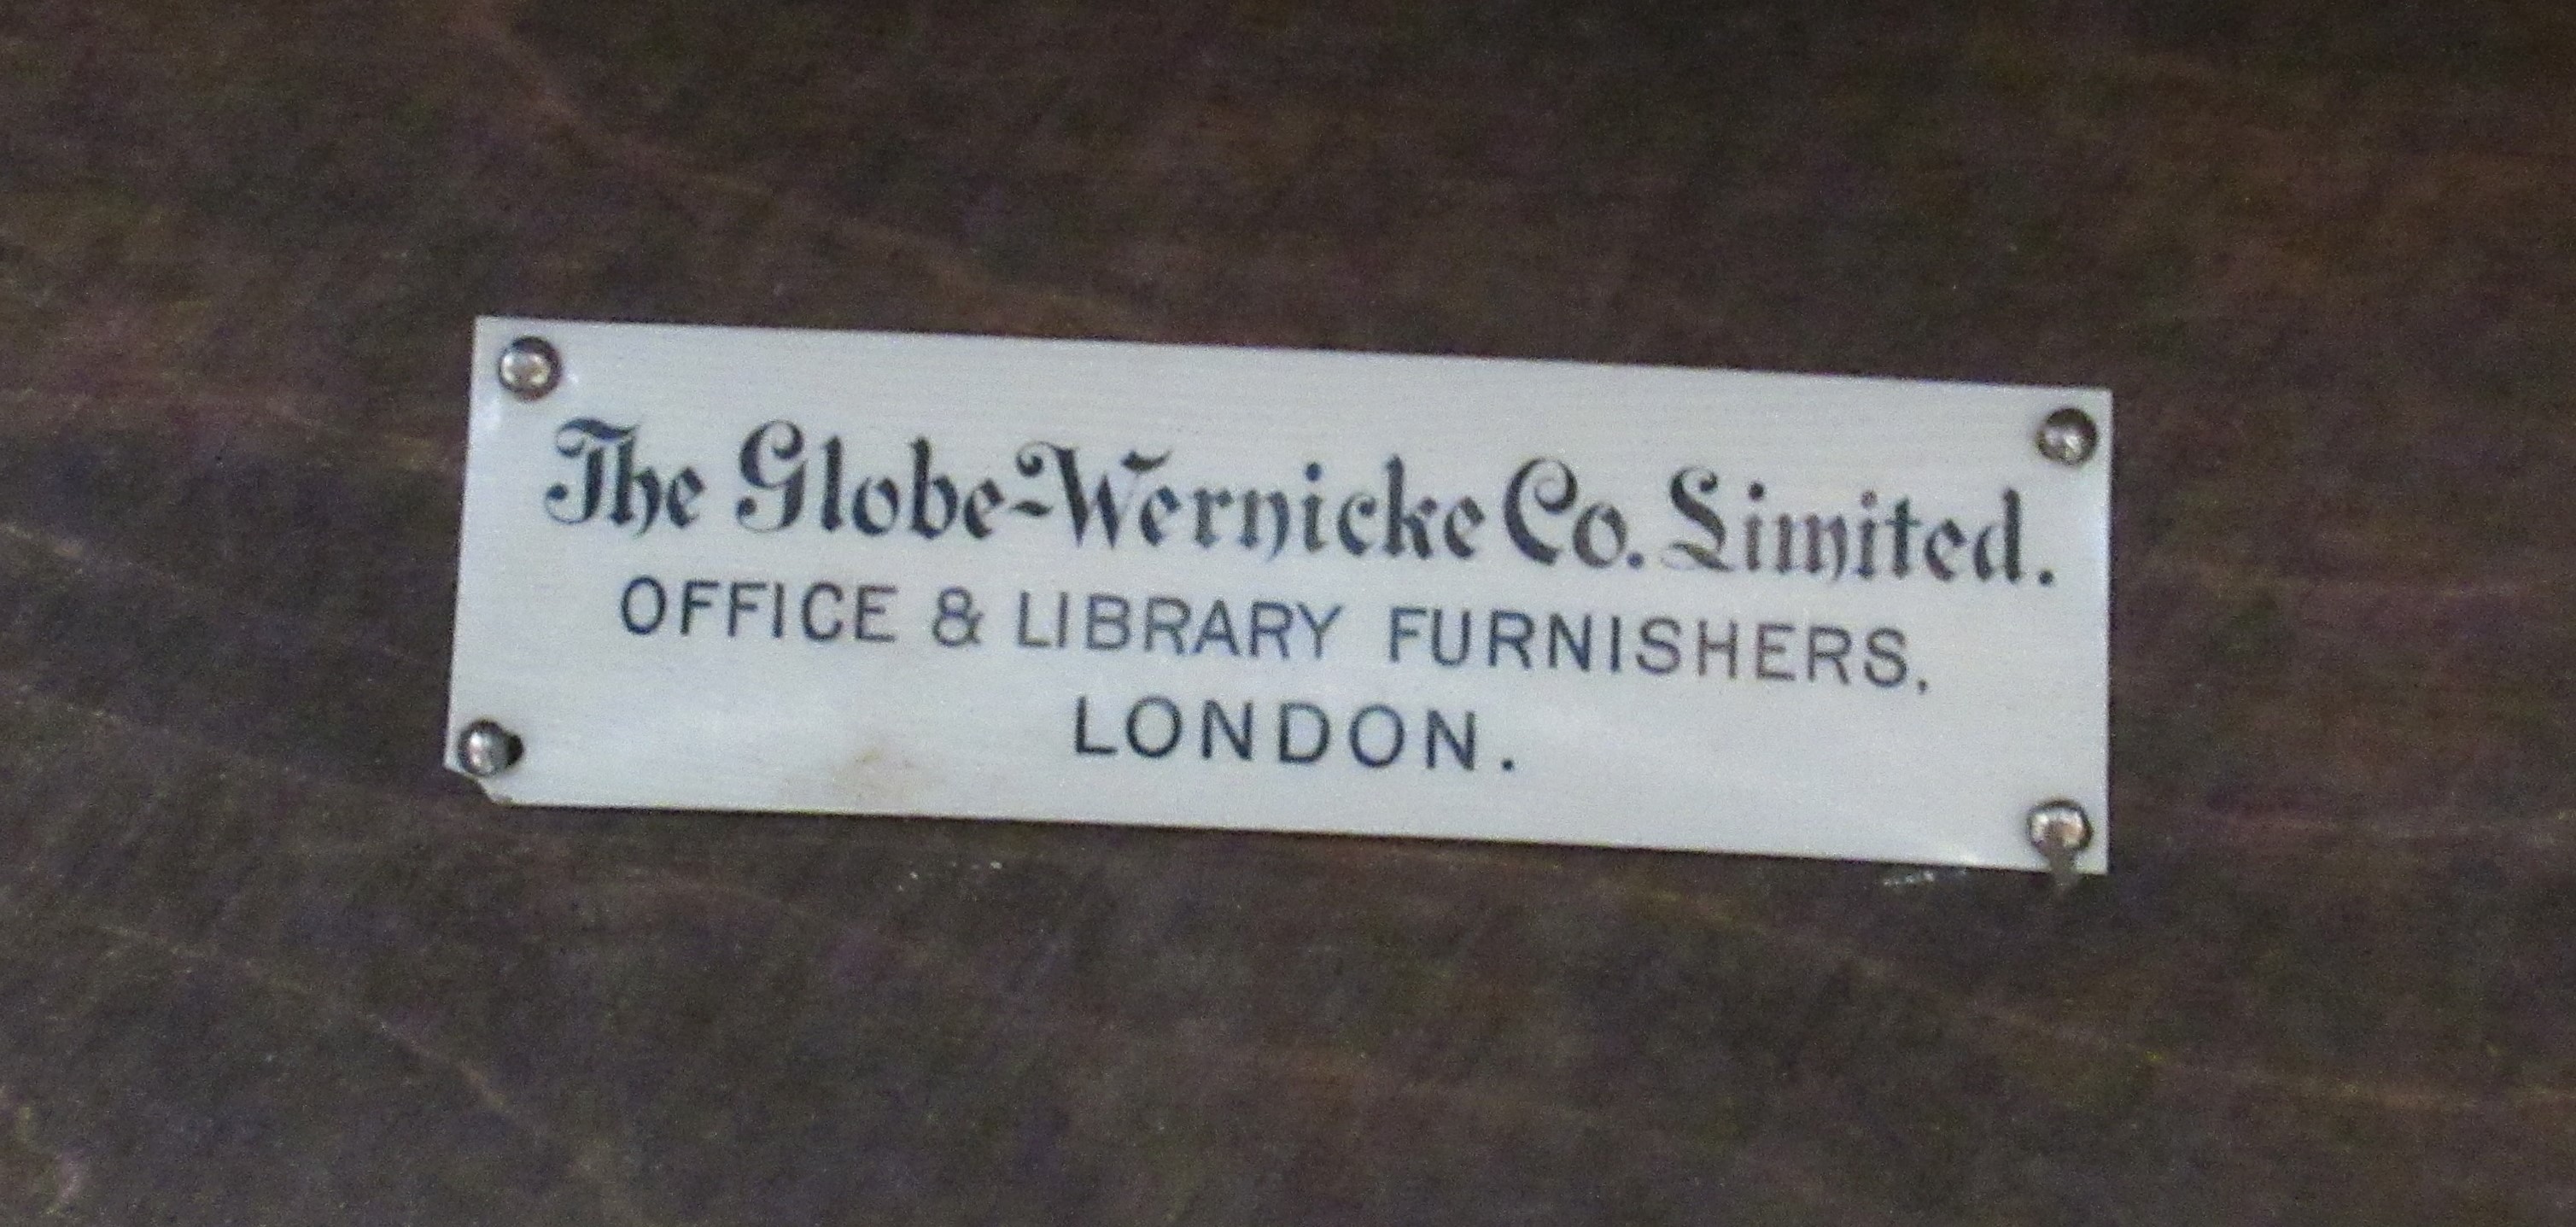 The Globe-Wernicke Co. Limited.
OFFICE & LIBRARY FURNISHERS,
LONDON.